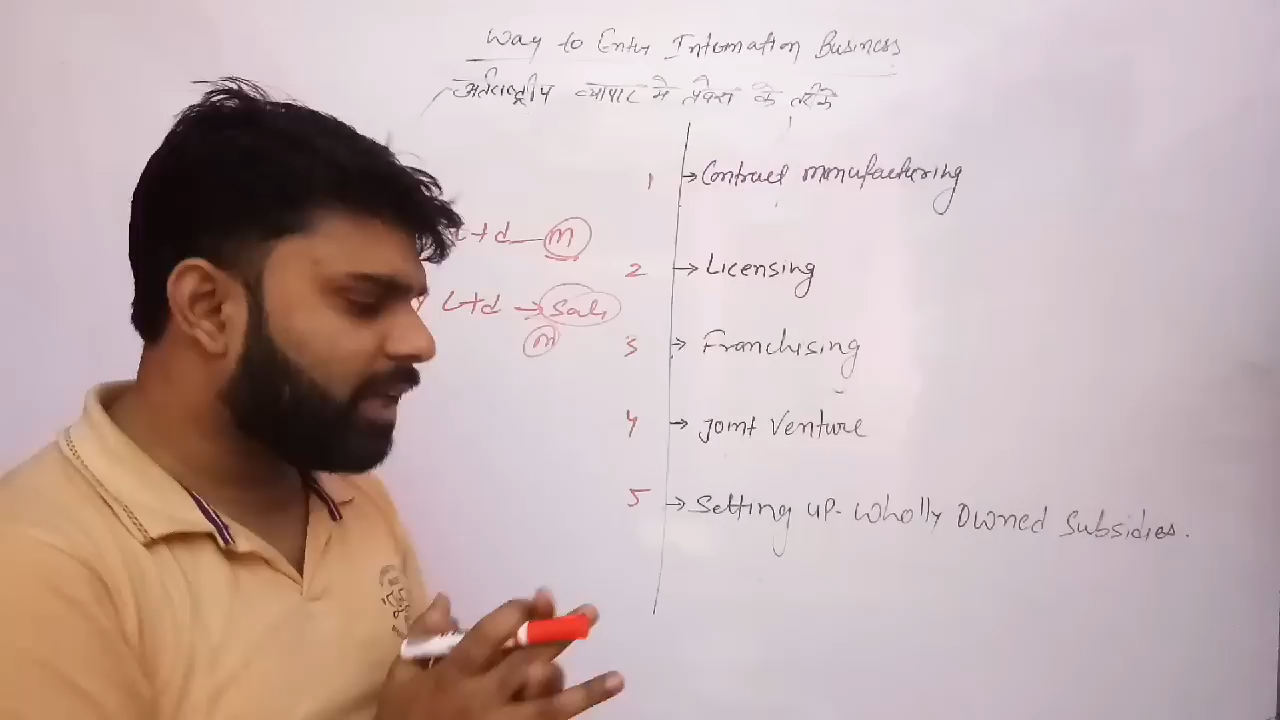 Way to Enter Internation Business
अंतर्राष्ट्रीय व्यापार में प्रवेश के तरीके
1 → Contract manufacturing
Ltd — m
2 → Licensing
Y Ltd → Sale
m
3 → Franchising
4 → Joint Venture
5 → Setting up- wholly Owned Subsidies.